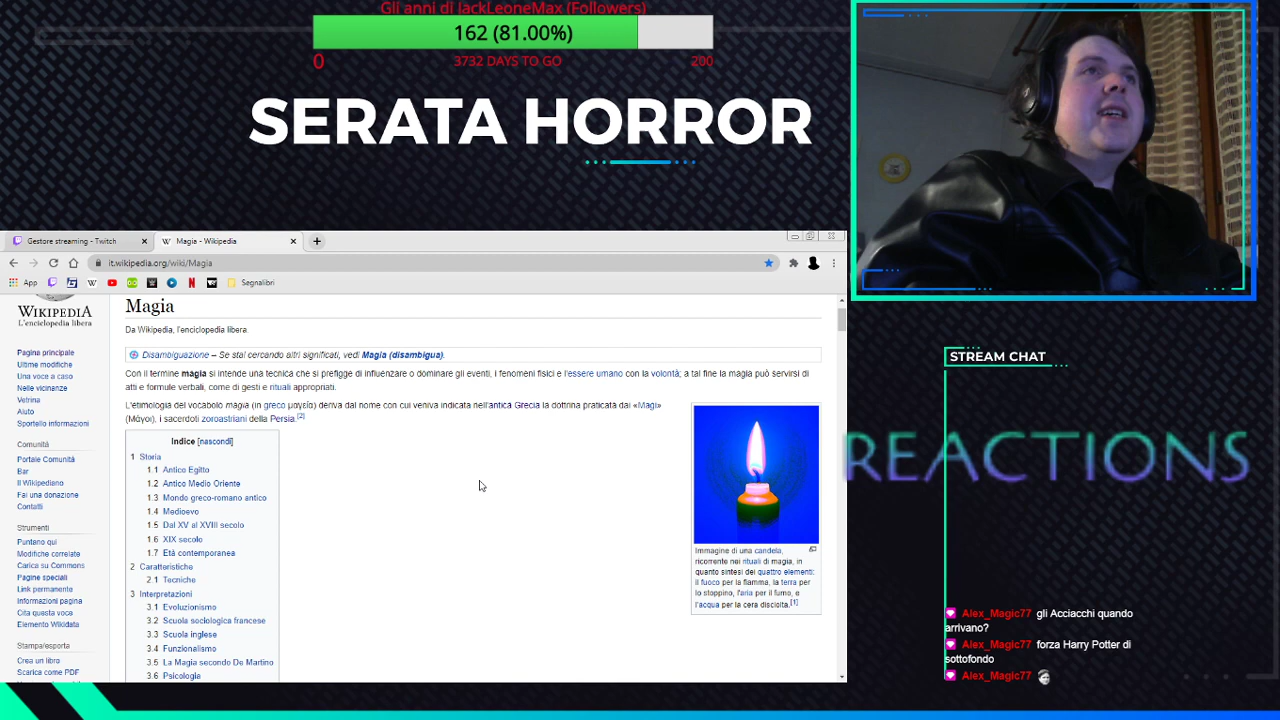 Gli anni di IackLeoneMax (Followers)
162 (81.00%)
0
3732 DAYS TO GO
200
SERATA HORROR
Gestore streaming - Twitch
Magia - Wikipedia
it.wikipedia.org/wiki/Magia
App
Segnalibri
WIKIPEDIA
L'enciclopedia libera
Pagina principale
Ultime modifiche
Una voce a caso
Nelle vicinanze
Vetrina
Aiuto
Sportello informazioni
Comunità
Portale Comunità
Bar
Il Wikipediano
Fai una donazione
Contatti
Strumenti
Puntano qui
Modifiche correlate
Carica su Commons
Pagine speciali
Link permanente
Informazioni pagina
Cita questa voce
Elemento Wikidata
Stampa/esporta
Crea un libro
Scarica come PDF
Magia
Da Wikipedia, l'enciclopedia libera.
Disambiguazione – Se stai cercando altri significati, vedi Magia (disambigua).
Con il termine magia si intende una tecnica che si prefigge di influenzare o dominare gli eventi, i fenomeni fisici e l'essere umano con la volontà; a tal fine la magia può servirsi di
atti e formule verbali, come di gesti e rituali appropriati.
L'etimologia del vocabolo magia (in greco μαγεία) deriva dal nome con cui veniva indicata nell'antica Grecia la dottrina praticata dai «Magi»
(Μάγοι), i sacerdoti zoroastriani della Persia.[2]
Indice [nascondi]
1 Storia
1.1 Antico Egitto
1.2 Antico Medio Oriente
1.3 Mondo greco-romano antico
1.4 Medioevo
1.5 Dal XV al XVIII secolo
1.6 XIX secolo
1.7 Età contemporanea
2 Caratteristiche
2.1 Tecniche
3 Interpretazioni
3.1 Evoluzionismo
3.2 Scuola sociologica francese
3.3 Scuola inglese
3.4 Funzionalismo
3.5 La Magia secondo De Martino
3.6 Psicologia
Immagine di una candela,
ricorrente nei rituali di magia, in
quanto sintesi dei quattro elementi:
il fuoco per la fiamma, la terra per
lo stoppino, l'aria per il fumo, e
l'acqua per la cera disciolta.[1]
STREAM CHAT
REACTIONS
Alex_Magic77 gli Acciacchi quando
arrivano?
Alex_Magic77 forza Harry Potter di
sottofondo
Alex_Magic77